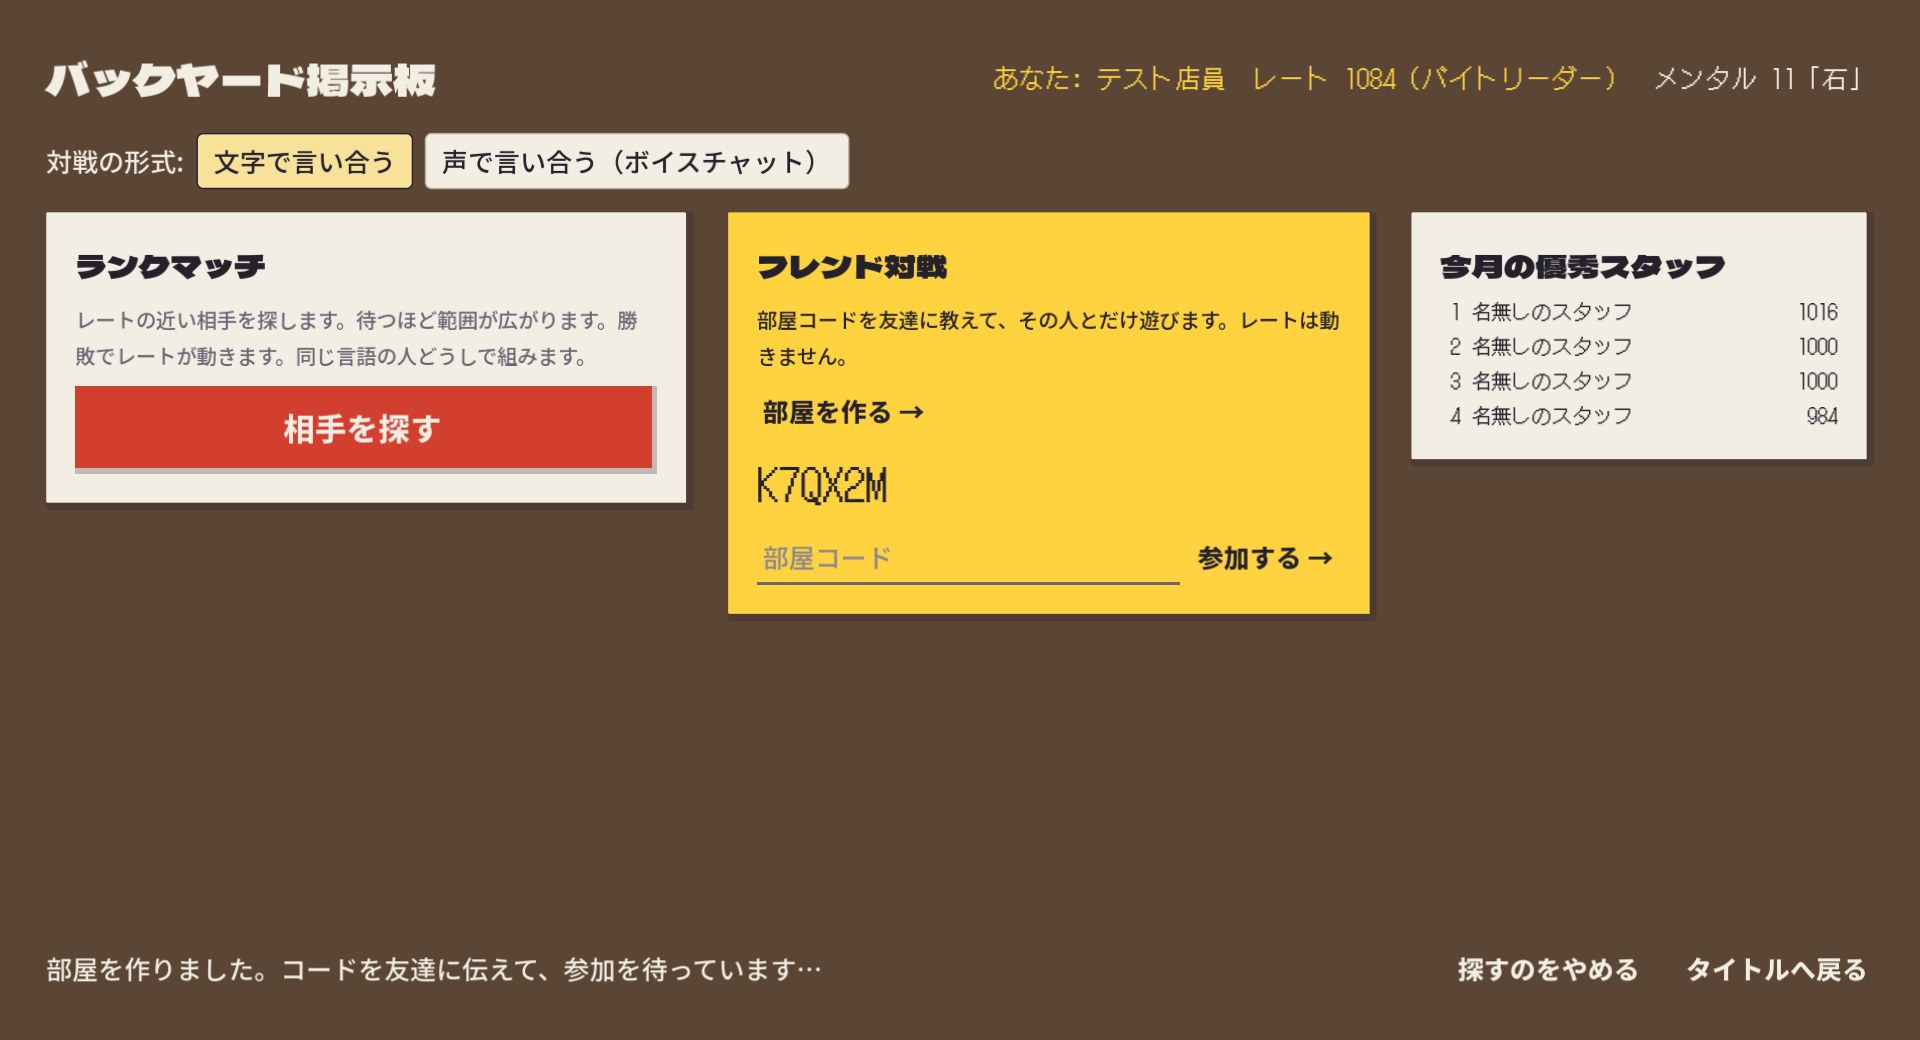 バックヤード掲示板
あなた: テスト店員　レート 1084（バイトリーダー）　メンタル 11「石」
対戦の形式: 文字で言い合う 声で言い合う（ボイスチャット）
ランクマッチ
レートの近い相手を探します。待つほど範囲が広がります。勝
敗でレートが動きます。同じ言語の人どうしで組みます。
相手を探す
フレンド対戦
部屋コードを友達に教えて、その人とだけ遊びます。レートは動
きません。
部屋を作る →
K7QX2M
部屋コード 参加する →
今月の優秀スタッフ
1 名無しのスタッフ 1016
2 名無しのスタッフ 1000
3 名無しのスタッフ 1000
4 名無しのスタッフ 984
部屋を作りました。コードを友達に伝えて、参加を待っています…
探すのをやめる タイトルへ戻る